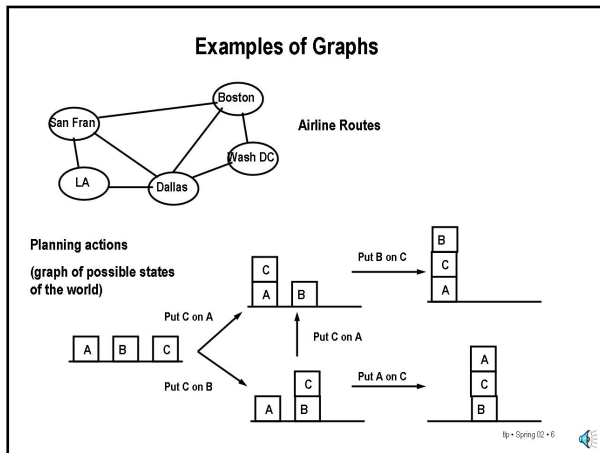 Examples of Graphs
Boston
San Fran
Airline Routes
Wash DC
LA
Dallas
Planning actions
(graph of possible states
of the world)
B
Put B on C
C
C
A
B
A
Put C on A
A
B
C
Put C on A
Put C on B
A
C
Put A on C
C
A
B
B
tlp • Spring 02 • 6